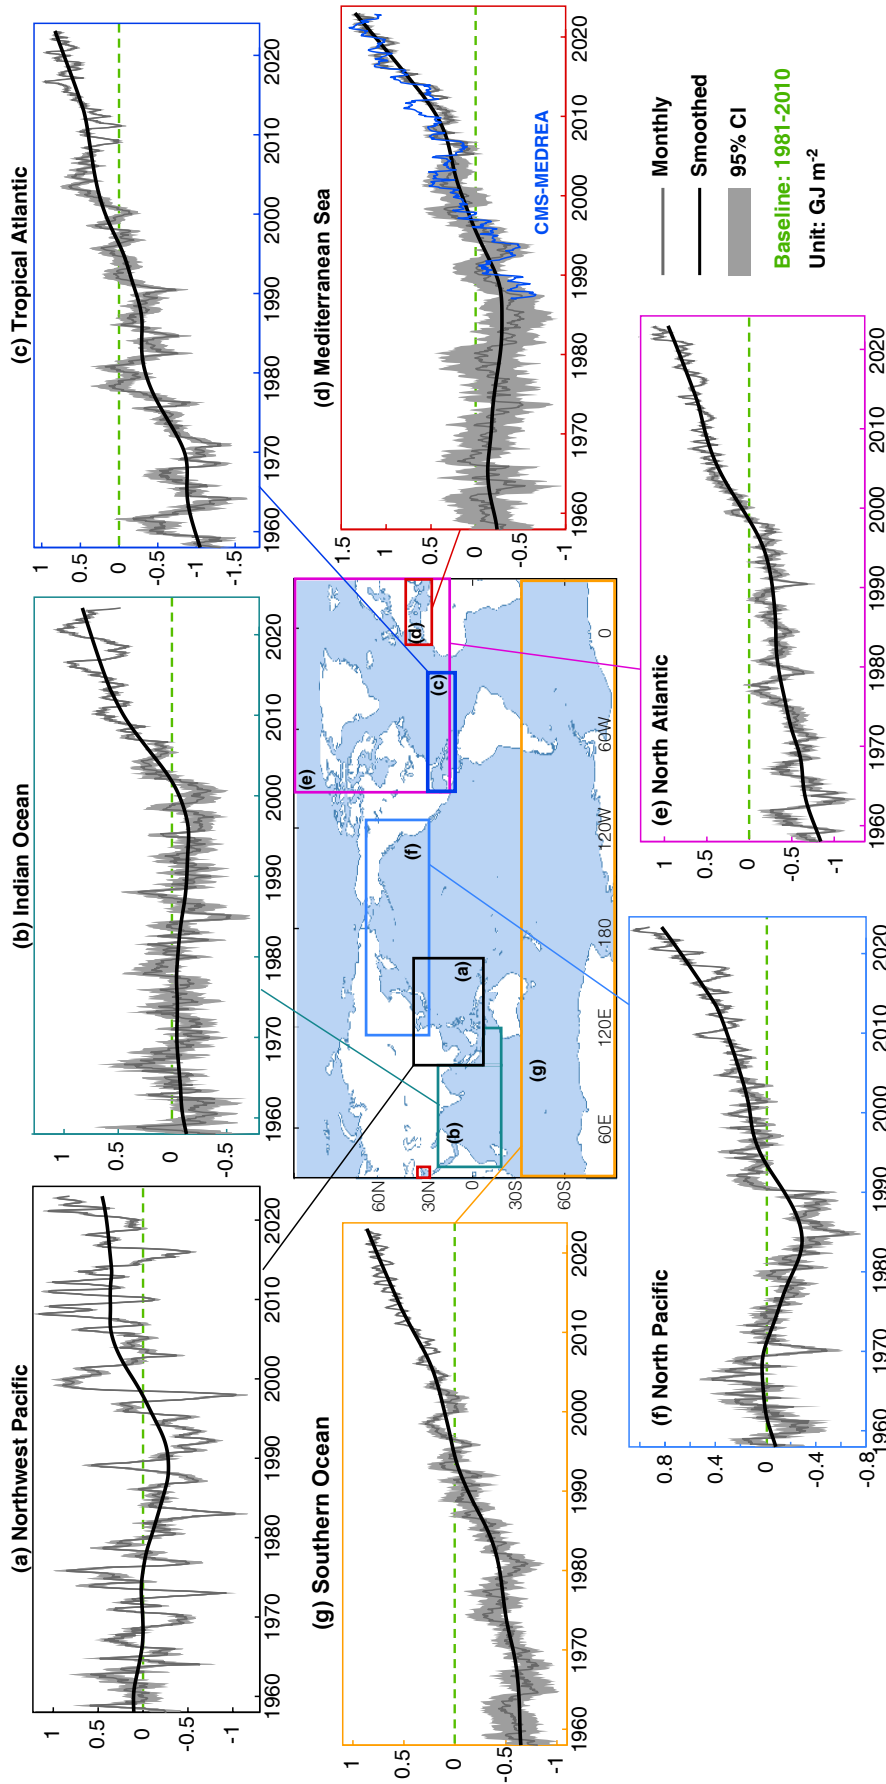 (a) Northwest Pacific
1
0.5
0
-0.5
-1
1960 1970 1980 1990 2000 2010 2020
(b) Indian Ocean
1
0.5
0
-0.5
1960 1970 1980 1990 2000 2010 2020
(c) Tropical Atlantic
1
0.5
0
-0.5
-1
-1.5
1960 1970 1980 1990 2000 2010 2020
(g) Southern Ocean
1
0.5
0
-0.5
-1
1960 1970 1980 1990 2000 2010 2020
60N
30N
0
30S
60S
60E 120E 180 120W 60W 0
(a)
(b)
(c)
(d)
(e)
(f)
(g)
(d) Mediterranean Sea
1.5
1
0.5
0
-0.5
-1
1960 1970 1980 1990 2000 2010 2020
CMS-MEDREA
(f) North Pacific
0.8
0.4
0
-0.4
-0.8
1960 1970 1980 1990 2000 2010 2020
(e) North Atlantic
1
0.5
0
-0.5
-1
1960 1970 1980 1990 2000 2010 2020
Monthly
Smoothed
95% CI
Baseline: 1981-2010
Unit: GJ m-2